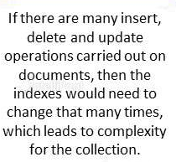 If there are many insert,
delete and update
operations carried out on
documents, then the
indexes would need to
change that many times,
which leads to complexity
for the collection.